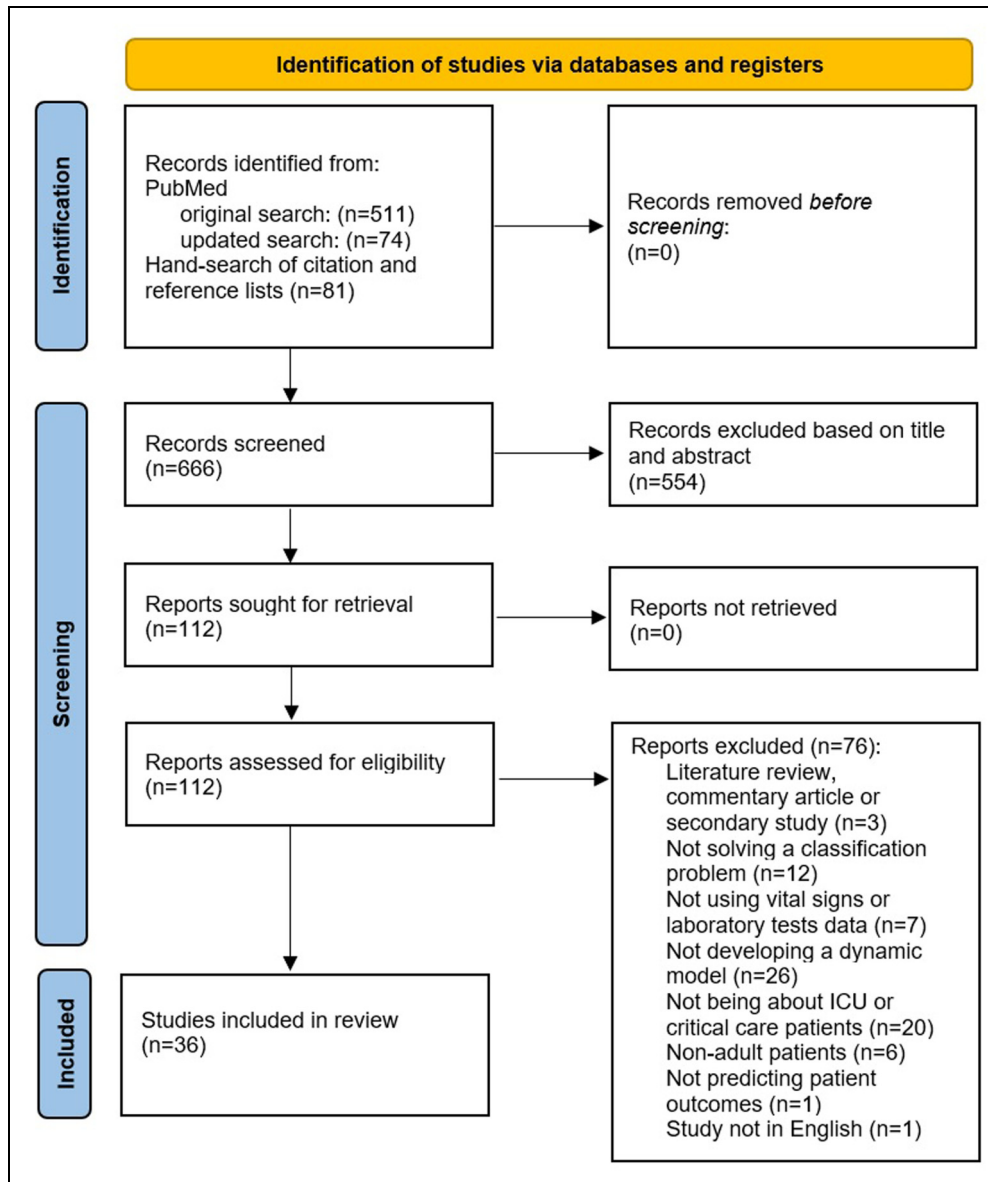 Identification of studies via databases and registers
Identification
Records identified from:
PubMed
original search: (n=511)
updated search: (n=74)
Hand-search of citation and
reference lists (n=81)
Records removed before
screening:
(n=0)
Screening
Records screened
(n=666)
Records excluded based on title
and abstract
(n=554)
Reports sought for retrieval
(n=112)
Reports not retrieved
(n=0)
Reports assessed for eligibility
(n=112)
Reports excluded (n=76):
Literature review,
commentary article or
secondary study (n=3)
Not solving a classification
problem (n=12)
Not using vital signs or
laboratory tests data (n=7)
Not developing a dynamic
model (n=26)
Not being about ICU or
critical care patients (n=20)
Non-adult patients (n=6)
Not predicting patient
outcomes (n=1)
Study not in English (n=1)
Included
Studies included in review
(n=36)